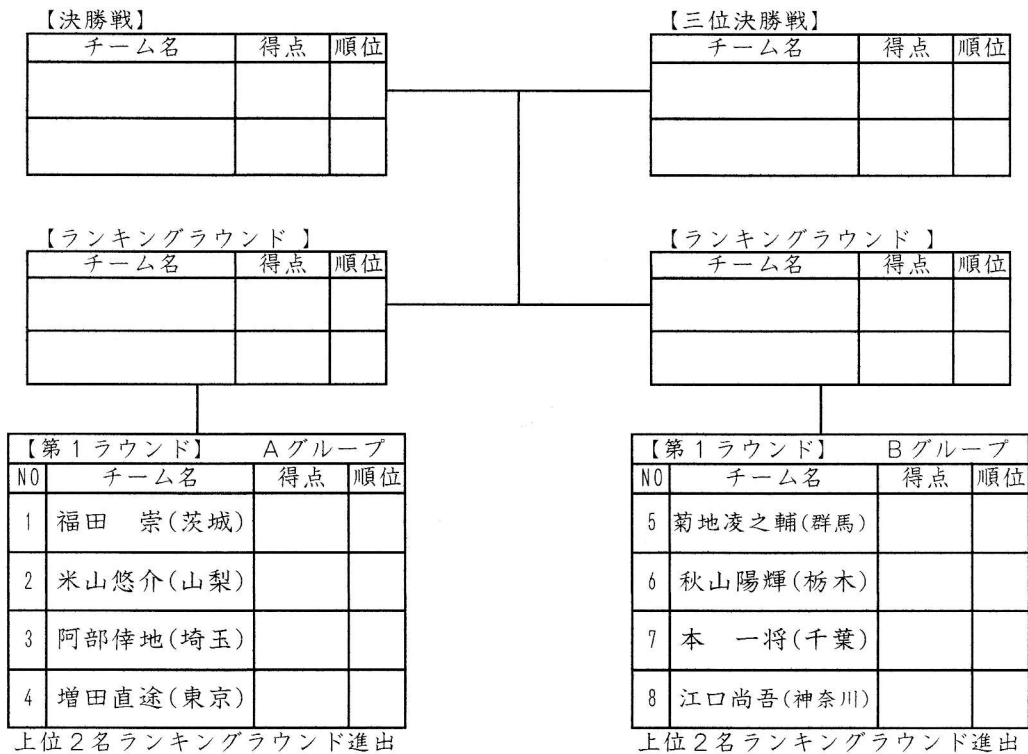 【決勝戦】
チーム名 得点 順位
【三位決勝戦】
チーム名 得点 順位
【ランキングラウンド 】
チーム名 得点 順位
【ランキングラウンド 】
チーム名 得点 順位
【第1ラウンド】 Aグループ
NO チーム名 得点 順位
1 福田 崇(茨城)
2 米山悠介(山梨)
3 阿部倖地(埼玉)
4 増田直途(東京)
上位2名ランキングラウンド進出
【第1ラウンド】 Bグループ
NO チーム名 得点 順位
5 菊地凌之輔(群馬)
6 秋山陽輝(栃木)
7 本 一将(千葉)
8 江口尚吾(神奈川)
上位2名ランキングラウンド進出